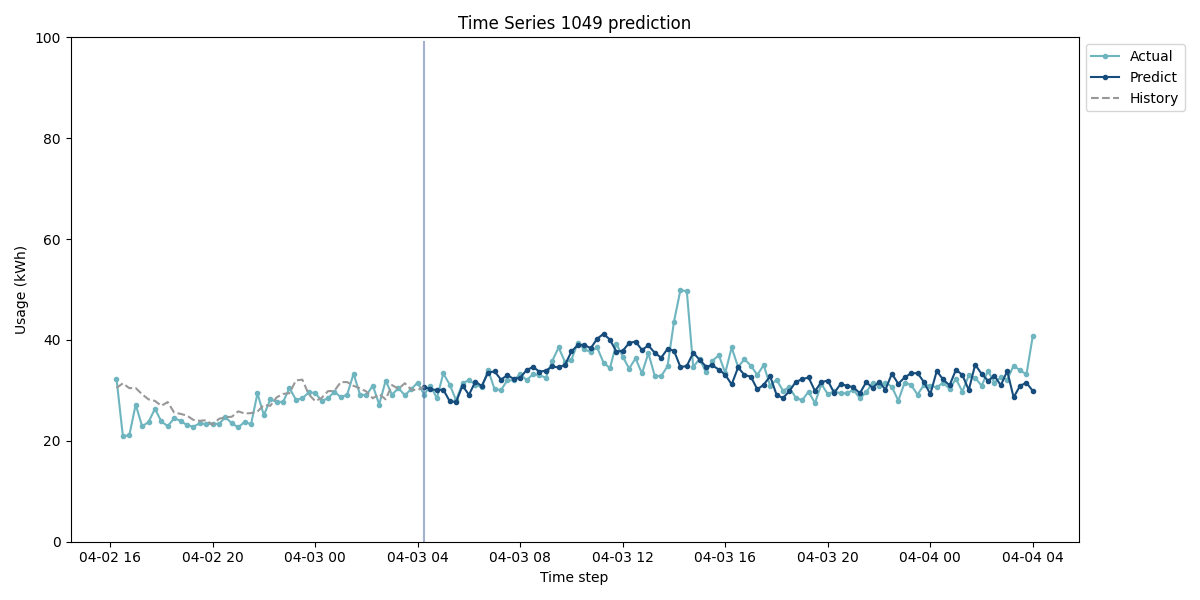 Time Series 1049 prediction
Usage (kWh)
100
80
60
40
20
0
04-02 16
04-02 20
04-03 00
04-03 04
04-03 08
04-03 12
04-03 16
04-03 20
04-04 00
04-04 04
Time step
Actual
Predict
History